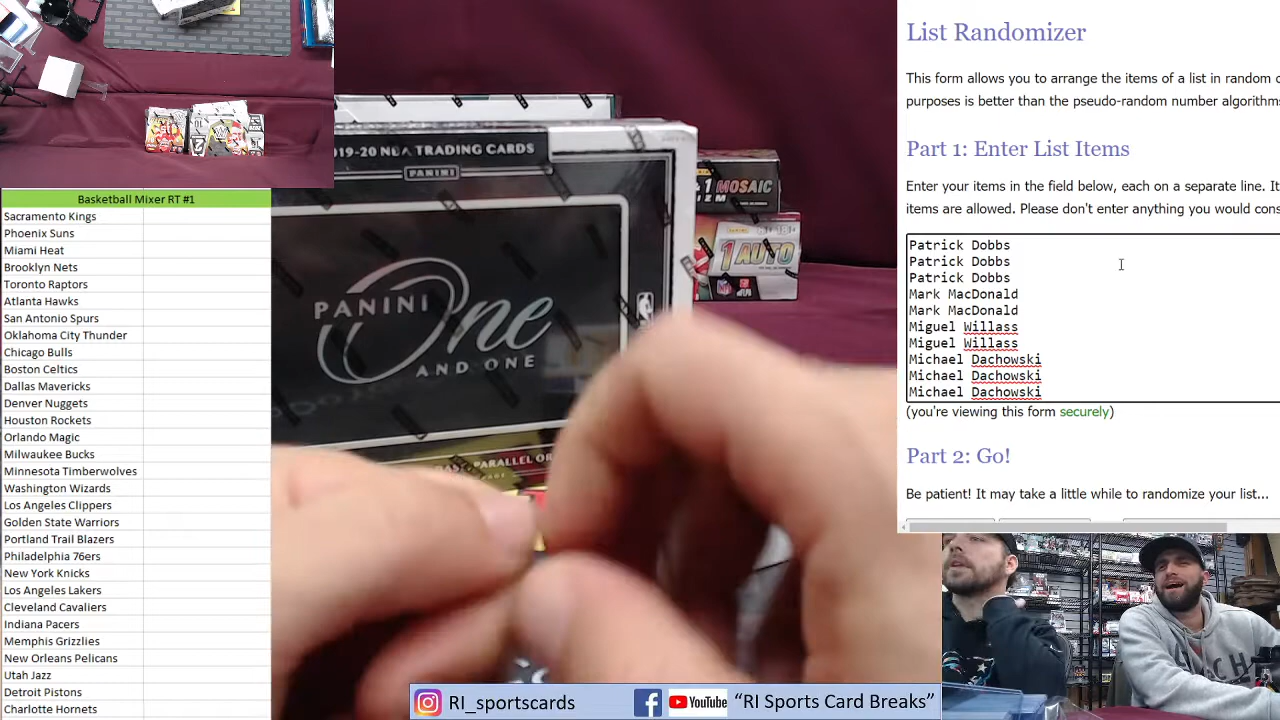 Basketball Mixer RT #1
Sacramento Kings
Phoenix Suns
Miami Heat
Brooklyn Nets
Toronto Raptors
Atlanta Hawks
San Antonio Spurs
Oklahoma City Thunder
Chicago Bulls
Boston Celtics
Dallas Mavericks
Denver Nuggets
Houston Rockets
Orlando Magic
Milwaukee Bucks
Minnesota Timberwolves
Washington Wizards
Los Angeles Clippers
Golden State Warriors
Portland Trail Blazers
Philadelphia 76ers
New York Knicks
Los Angeles Lakers
Cleveland Cavaliers
Indiana Pacers
Memphis Grizzlies
New Orleans Pelicans
Utah Jazz
Detroit Pistons
Charlotte Hornets
19-20 NBA TRADING CARDS
PANINI
PANINI
One
AND ONE
PARALLEL
1 MOSAIC
1 AUTO
List Randomizer
This form allows you to arrange the items of a list in random
purposes is better than the pseudo-random number algorithm
Part 1: Enter List Items
Enter your items in the field below, each on a separate line. It
items are allowed. Please don't enter anything you would cons
Patrick Dobbs
Patrick Dobbs
Patrick Dobbs
Mark MacDonald
Mark MacDonald
Miguel Willass
Miguel Willass
Michael Dachowski
Michael Dachowski
Michael Dachowski
(you're viewing this form securely)
Part 2: Go!
Be patient! It may take a little while to randomize your list...
RI_sportscards
YouTube
"RI Sports Card Breaks"